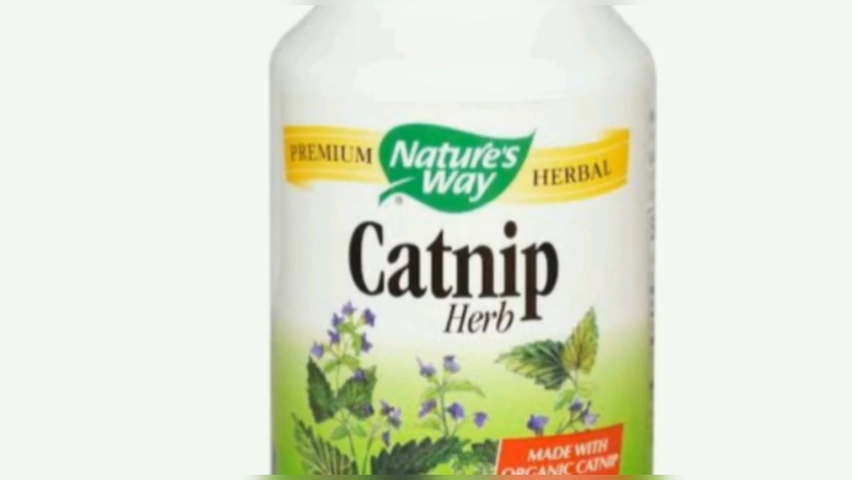 PREMIUM
Nature's
Way
®
HERBAL
Catnip
Herb
MADE WITH
ORGANIC CATNIP